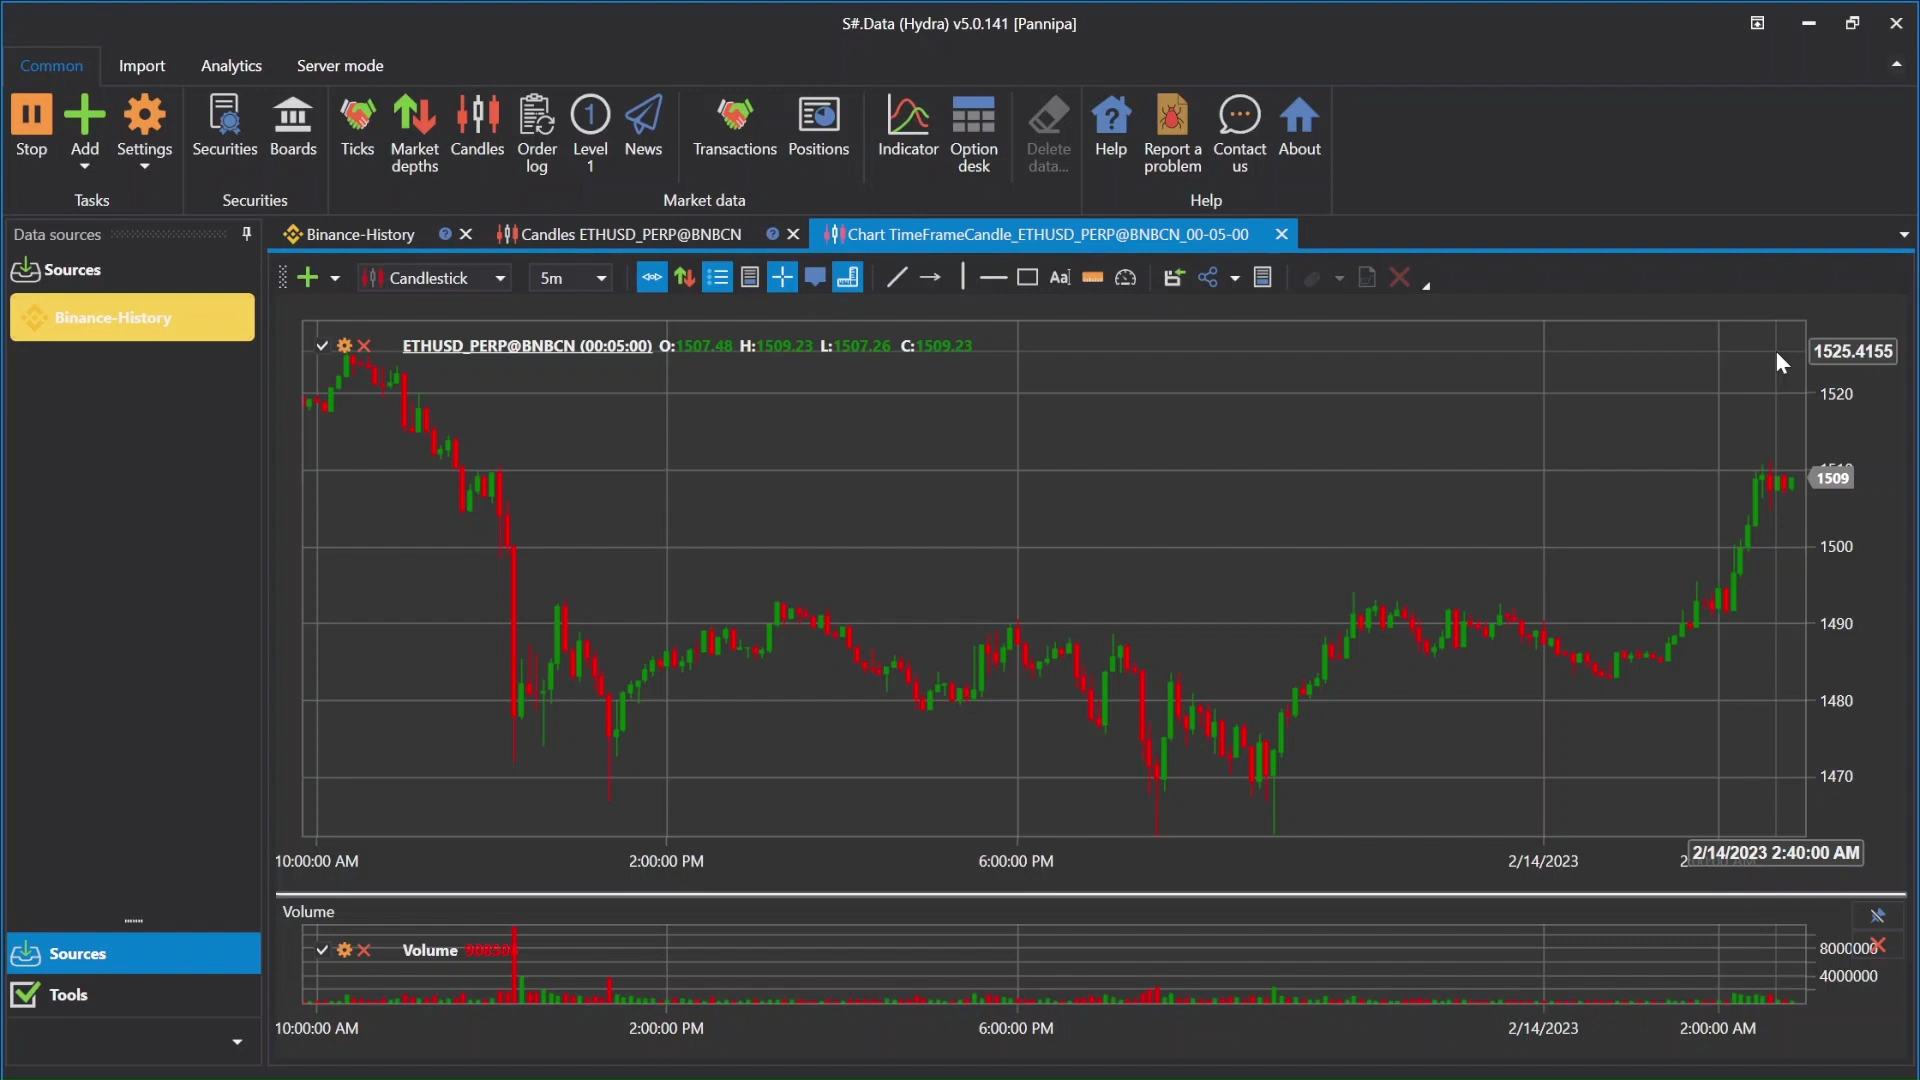 S#.Data (Hydra) v5.0.141 [Pannipa]
Common Import Analytics Server mode
Stop Add Settings Securities Boards Ticks Market depths Candles Order log Level 1 News Transactions Positions Indicator Option desk Delete data... Help Report a problem Contact us About
Tasks Securities Market data Help
Data sources
Binance-History Candles ETHUSD_PERP@BNBCN Chart TimeFrameCandle_ETHUSD_PERP@BNBCN_00-05-00
Sources
Candlestick 5m Aa
Binance-History
ETHUSD_PERP@BNBCN (00:05:00) O:1507.48 H:1509.23 L:1507.26 C:1509.23
1525.4155
1520
1509
1500
1490
1480
1470
2/14/2023 2:40:00 AM
10:00:00 AM 2:00:00 PM 6:00:00 PM 2/14/2023
Volume
Volume
8000000
4000000
10:00:00 AM 2:00:00 PM 6:00:00 PM 2/14/2023 2:00:00 AM
Sources
Tools